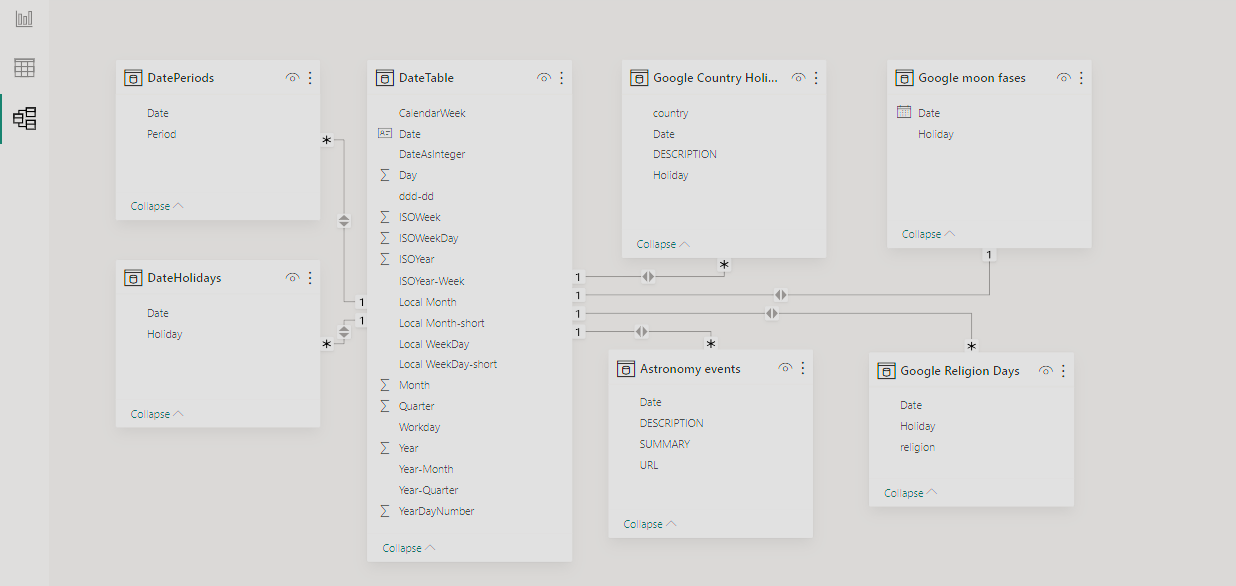 DatePeriods
Date
Period
Collapse
*
DateHolidays
Date
Holiday
Collapse
*
DateTable
CalendarWeek
Date
DateAsInteger
Day
ddd-dd
ISOWeek
ISOWeekDay
ISOYear
ISOYear-Week
Local Month
Local Month-short
Local WeekDay
Local WeekDay-short
Month
Quarter
Workday
Year
Year-Month
Year-Quarter
YearDayNumber
Collapse
1
1
1
1
1
1
Google Country Holi...
country
Date
DESCRIPTION
Holiday
Collapse
*
Google moon fases
Date
Holiday
Collapse
1
Astronomy events
Date
DESCRIPTION
SUMMARY
URL
Collapse
*
Google Religion Days
Date
Holiday
religion
Collapse
*